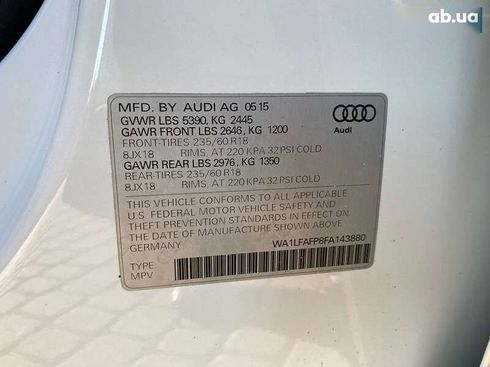 ab.ua
MFD. BY AUDI AG 05 15
GVWR LBS 5390, KG 2445
GAWR FRONT LBS 2646, KG 1200
FRONT-TIRES 235/60 R18
8JX18 RIMS, AT 220 KPA 32 PSI COLD
GAWR REAR LBS 2976, KG 1350
REAR-TIRES 235/60 R18
8JX18 RIMS, AT 220 KPA 32 PSI COLD
Audi
THIS VEHICLE CONFORMS TO ALL APPLICABLE
U.S. FEDERAL MOTOR VEHICLE SAFETY AND
THEFT PREVENTION STANDARDS IN EFFECT ON
THE DATE OF MANUFACTURE SHOWN ABOVE.
GERMANY
WA1LFAFP8FA143880
TYPE
MPV